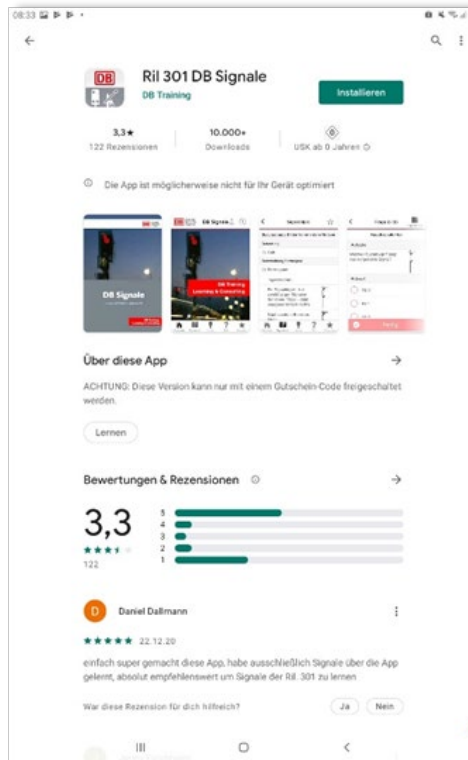 08:33
DB
Ril 301 DB Signale
DB Training
Installieren
3,3★
10.000+
122 Rezensionen
Downloads
USK ab 0 Jahren
Die App ist möglicherweise nicht für Ihr Gerät optimiert
DB Signale
DB Signale
DB Training
Learning & Consulting
Über diese App
ACHTUNG: Diese Version kann nur mit einem Gutschein-Code freigeschaltet
werden.
Lernen
Bewertungen & Rezensionen
3,3
5
4
3
2
1
122
D
Daniel Dallmann
22.12.20
einfach super gemacht diese App, habe ausschließlich Signale über die App
gelernt, absolut empfehlenswert um Signale der Ril. 301 zu lernen
War diese Rezension für dich hilfreich?
Ja
Nein